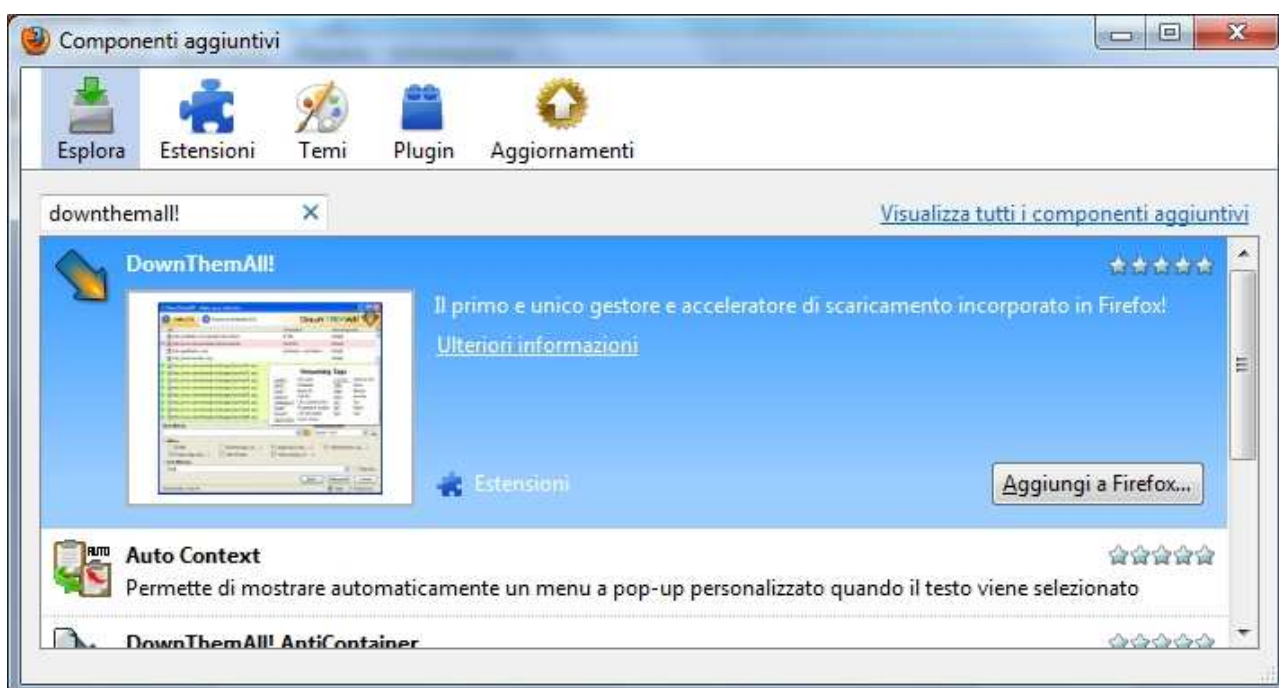 Componenti aggiuntivi
Esplora Estensioni Temi Plugin Aggiornamenti
downthemall! Visualizza tutti i componenti aggiuntivi
DownThemAll!
Il primo e unico gestore e acceleratore di scaricamento incorporato in Firefox!
Ulteriori informazioni
Estensioni Aggiungi a Firefox...
AUTO
Auto Context
Permette di mostrare automaticamente un menu a pop-up personalizzato quando il testo viene selezionato
DownThemAll! AntiContainer